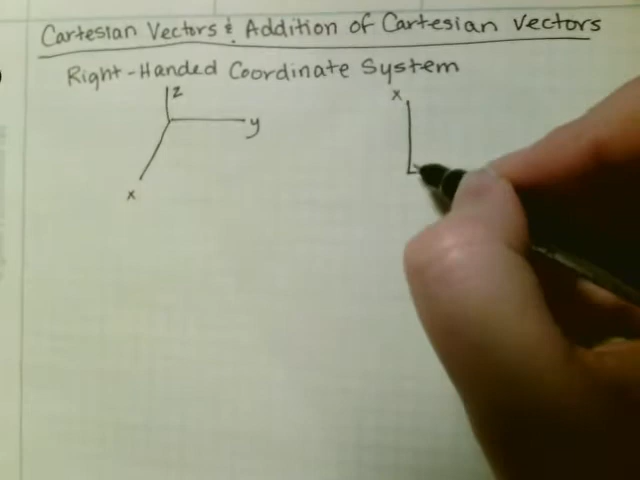 Cartesian Vectors & Addition of Cartesian Vectors
Right-Handed Coordinate System
z
x
y
x